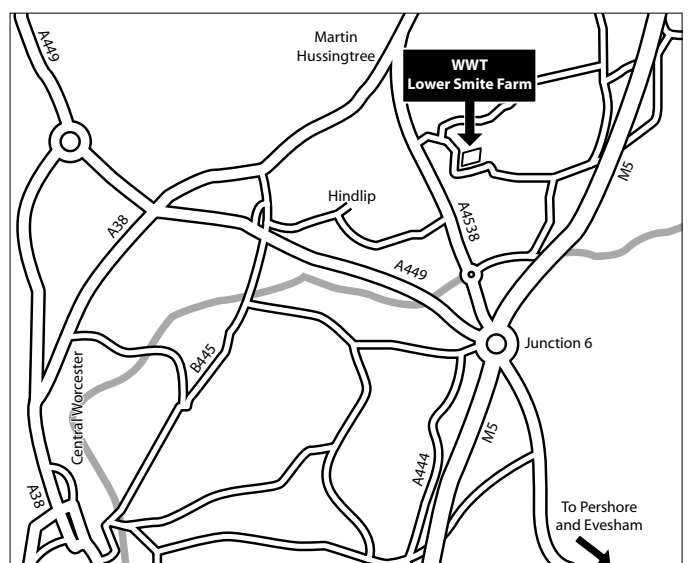 A449
Martin
Hussingtree
WWT
Lower Smite Farm
M5
Hindlip
A38
A4538
A449
Junction 6
B445
Central Worcester
M5
A444
A38
To Pershore
and Evesham